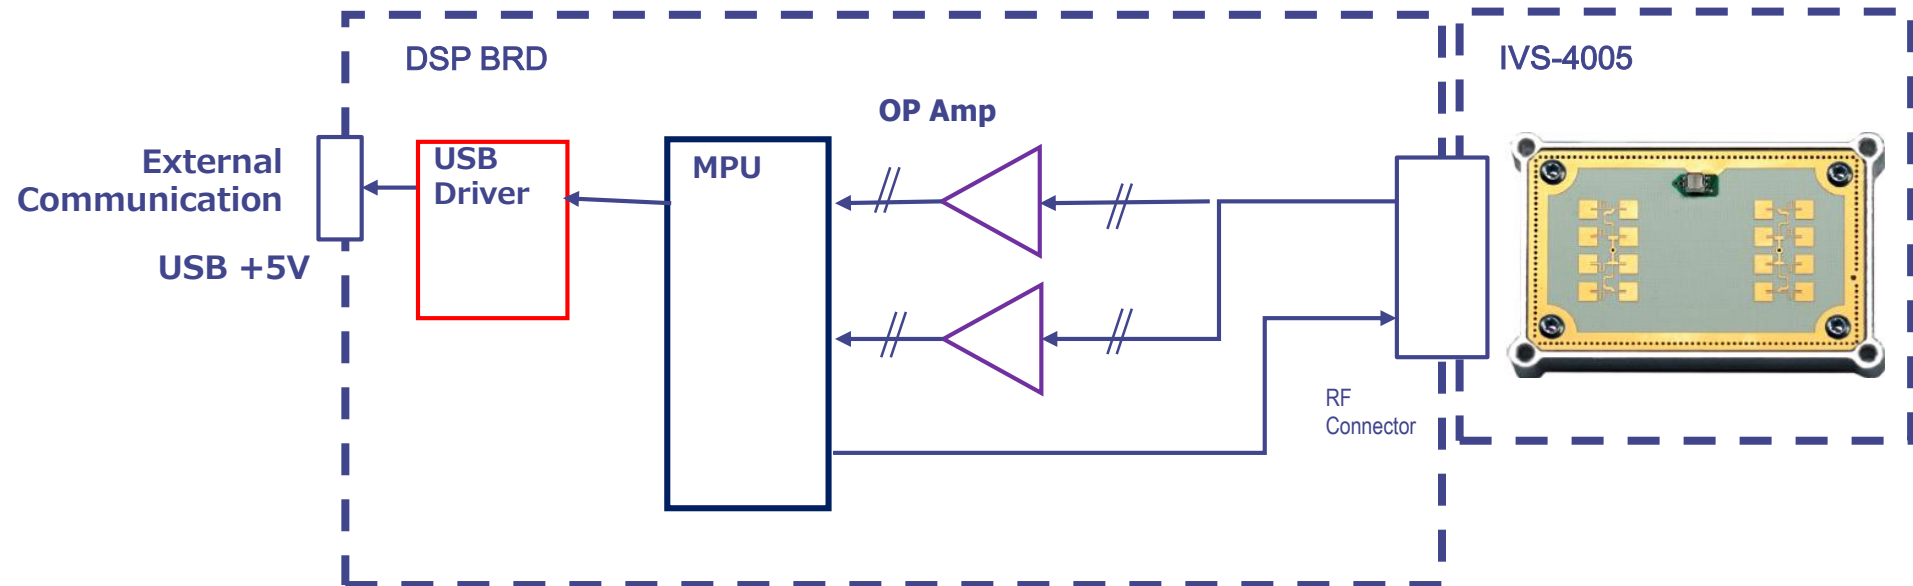 DSP BRD
IVS-4005
OP Amp
External
Communication
USB +5V
USB
Driver
MPU
RF
Connector